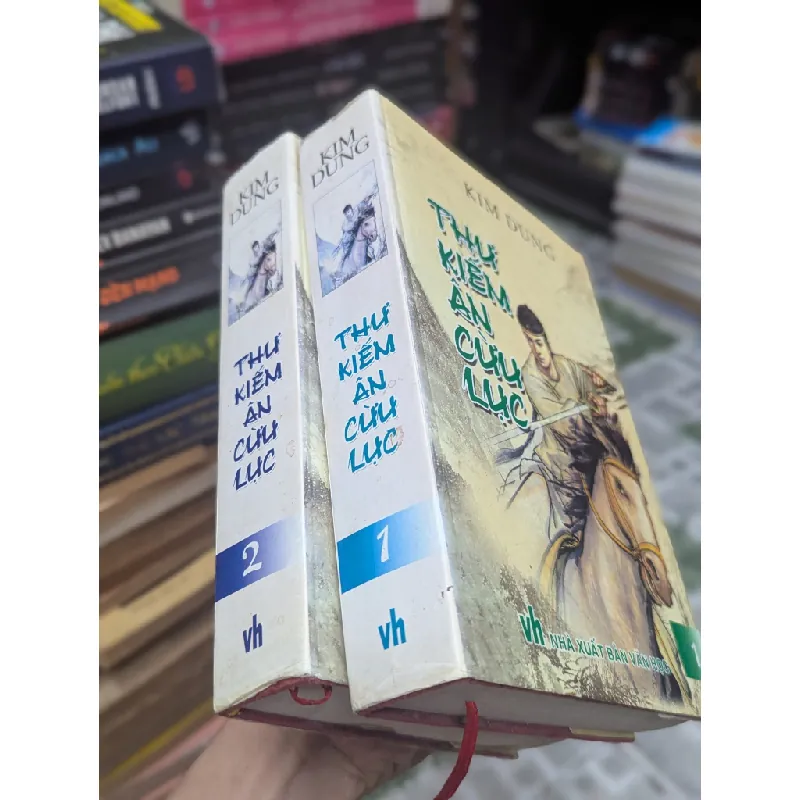 KIM
DUNG
THƯ
KIẾM
ÂN
CỪU
LỤC
2
vh
KIM
DUNG
THƯ
KIẾM
ÂN
CỪU
LỤC
1
vh
KIM DUNG
THƯ
KIẾM
ÂN
CỪU
LỤC
vh NHÀ XUẤT BẢN VĂN HỌC
1